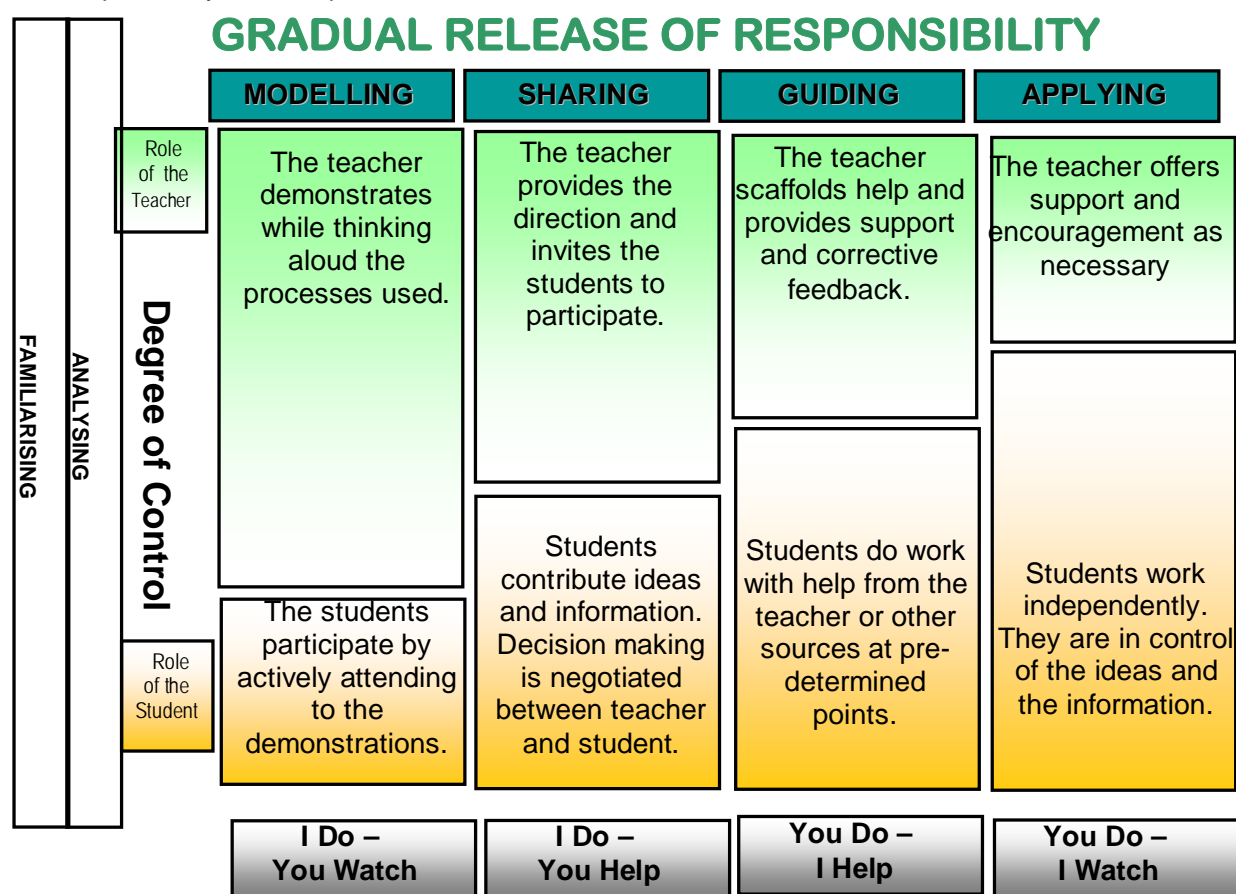 GRADUAL RELEASE OF RESPONSIBILITY
MODELLING
SHARING
GUIDING
APPLYING
FAMILIARISING
ANALYSING
Role
of the
Teacher
Degree of Control
Role
of the
Student
The teacher
demonstrates
while thinking
aloud the
processes used.
The teacher
provides the
direction and
invites the
students to
participate.
The teacher
scaffolds help and
provides support
and corrective
feedback.
The teacher offers
support and
encouragement as
necessary
The students
participate by
actively attending
to the
demonstrations.
Students
contribute ideas
and information.
Decision making
is negotiated
between teacher
and student.
Students do work
with help from the
teacher or other
sources at pre-
determined
points.
Students work
independently.
They are in control
of the ideas and
the information.
I Do –
You Watch
I Do –
You Help
You Do –
I Help
You Do –
I Watch